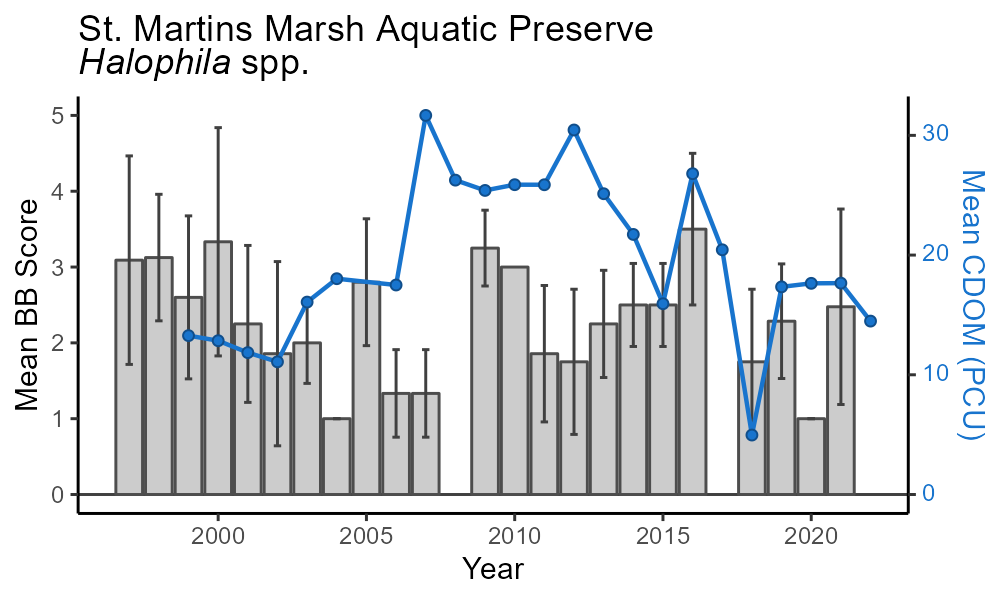 St. Martins Marsh Aquatic Preserve
Halophila spp.
Mean BB Score
5
4
3
2
1
0
30
20
10
0
Mean CDOM (PCU)
2000 2005 2010 2015 2020
Year